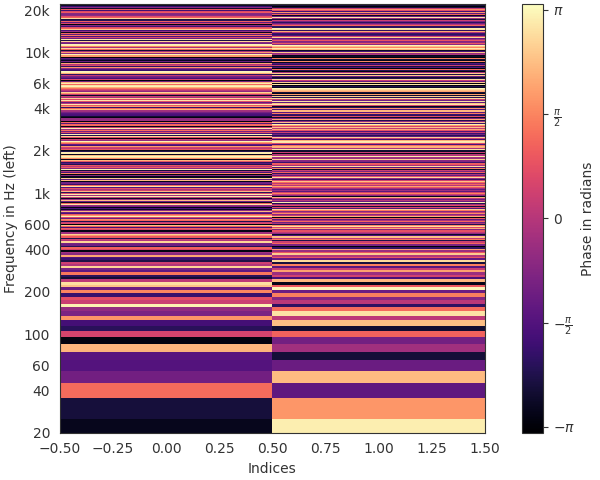 20k
10k
6k
4k
2k
1k
600
400
200
100
60
40
20
Frequency in Hz (left)
−0.50 −0.25 0.00 0.25 0.50 0.75 1.00 1.25 1.50
Indices
π
π/2
0
−π/2
−π
Phase in radians